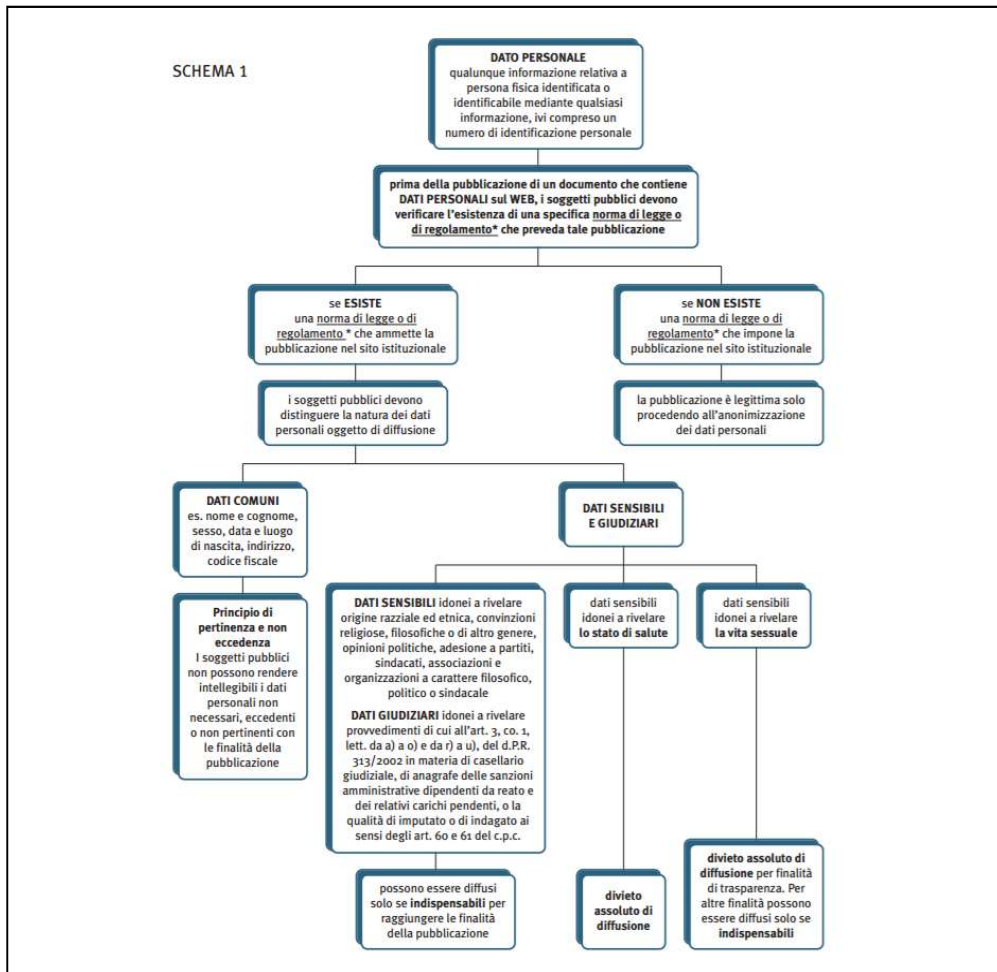 SCHEMA 1
DATO PERSONALE
qualunque informazione relativa a
persona fisica identificata o
identificabile mediante qualsiasi
informazione, ivi compreso un
numero di identificazione personale
prima della pubblicazione di un documento che contiene
DATI PERSONALI sul WEB, i soggetti pubblici devono
verificare l'esistenza di una specifica norma di legge o
di regolamento* che preveda tale pubblicazione
se ESISTE
una norma di legge o di
regolamento * che ammette la
pubblicazione nel sito istituzionale
se NON ESISTE
una norma di legge o di
regolamento* che impone la
pubblicazione nel sito istituzionale
i soggetti pubblici devono
distinguere la natura dei dati
personali oggetto di diffusione
la pubblicazione è legittima solo
procedendo all'anonimizzazione
dei dati personali
DATI COMUNI
es. nome e cognome,
sesso, data e luogo
di nascita, indirizzo,
codice fiscale
DATI SENSIBILI
E GIUDIZIARI
Principio di
pertinenza e non
eccedenza
I soggetti pubblici
non possono rendere
intellegibili i dati
personali non
necessari, eccedenti
o non pertinenti con
le finalità della
pubblicazione
DATI SENSIBILI idonei a rivelare
origine razziale ed etnica, convinzioni
religiose, filosofiche o di altro genere,
opinioni politiche, adesione a partiti,
sindacati, associazioni e
organizzazioni a carattere filosofico,
politico o sindacale
DATI GIUDIZIARI idonei a rivelare
provvedimenti di cui all'art. 3, co. 1,
lett. da a) a o) e da r) a u), del d.P.R.
313/2002 in materia di casellario
giudiziale, di anagrafe delle sanzioni
amministrative dipendenti da reato e
dei relativi carichi pendenti, o la
qualità di imputato o di indagato ai
sensi degli art. 60 e 61 del c.p.c.
dati sensibili
idonei a rivelare
lo stato di salute
dati sensibili
idonei a rivelare
la vita sessuale
possono essere diffusi
solo se indispensabili per
raggiungere le finalità
della pubblicazione
divieto
assoluto di
diffusione
divieto assoluto di
diffusione per finalità
di trasparenza. Per
altre finalità possono
essere diffusi solo se
indispensabili